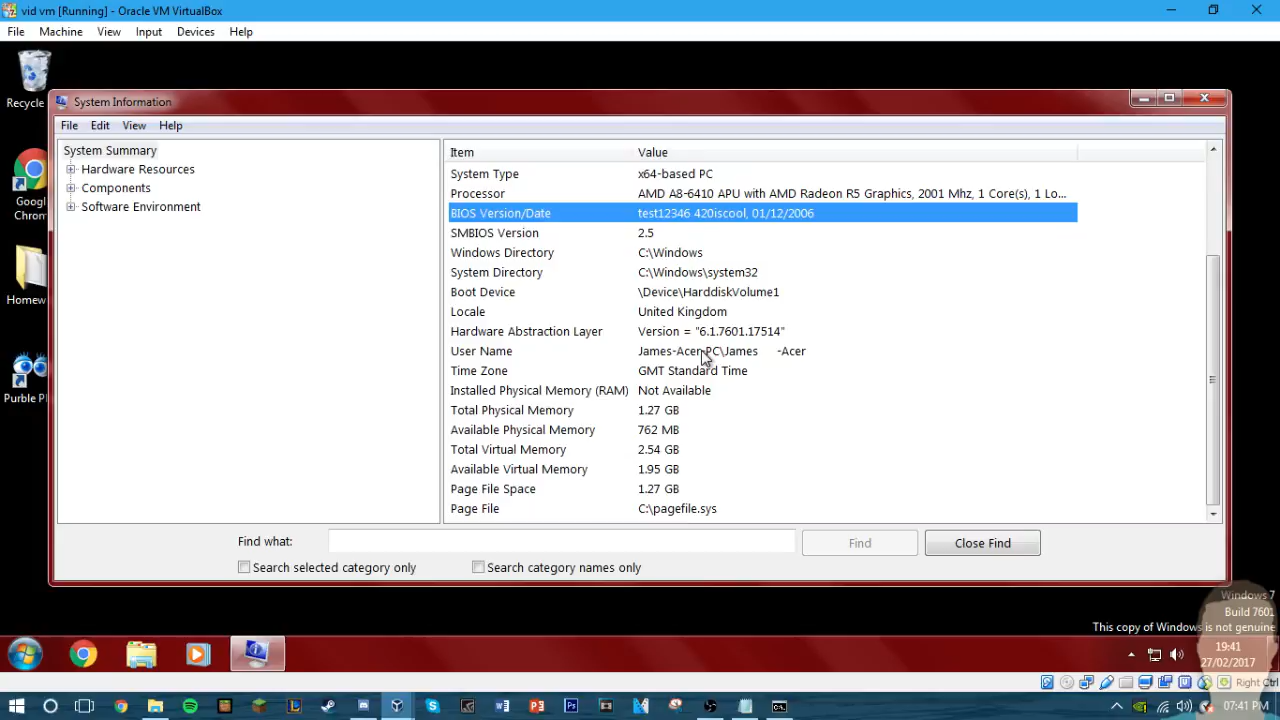 vid vm [Running] - Oracle VM VirtualBox
File Machine View Input Devices Help
Recycle
System Information
File Edit View Help
System Summary
Hardware Resources
Components
Software Environment
Item Value
System Type x64-based PC
Processor AMD A8-6410 APU with AMD Radeon R5 Graphics, 2001 Mhz, 1 Core(s), 1 Lo...
BIOS Version/Date test12346 420iscool, 01/12/2006
SMBIOS Version 2.5
Windows Directory C:\Windows
System Directory C:\Windows\system32
Boot Device \Device\HarddiskVolume1
Locale United Kingdom
Hardware Abstraction Layer Version = "6.1.7601.17514"
User Name James-Acer-PC\James -Acer
Time Zone GMT Standard Time
Installed Physical Memory (RAM) Not Available
Total Physical Memory 1.27 GB
Available Physical Memory 762 MB
Total Virtual Memory 2.54 GB
Available Virtual Memory 1.95 GB
Page File Space 1.27 GB
Page File C:\pagefile.sys
Googl
Chrom
Homew
Purble Pl
Find what: Find Close Find
Search selected category only Search category names only
Windows 7
Build 7601
This copy of Windows is not genuine
19:41
27/02/2017
Right Ctrl
07:41 PM